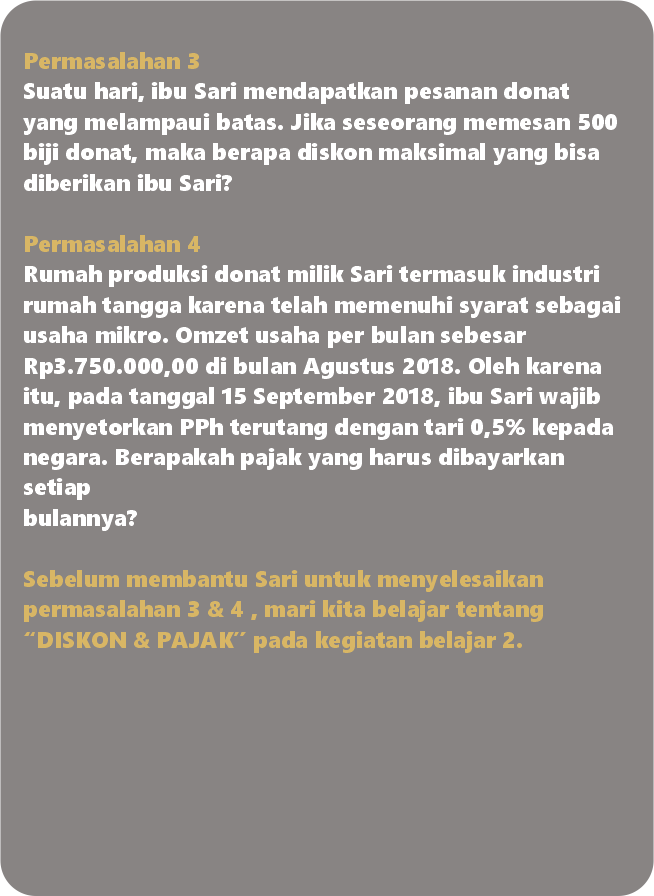 Permasalahan 3
Suatu hari, ibu Sari mendapatkan pesanan donat
yang melampaui batas. Jika seseorang memesan 500
biji donat, maka berapa diskon maksimal yang bisa
diberikan ibu Sari?
Permasalahan 4
Rumah produksi donat milik Sari termasuk industri
rumah tangga karena telah memenuhi syarat sebagai
usaha mikro. Omzet usaha per bulan sebesar
Rp3.750.000,00 di bulan Agustus 2018. Oleh karena
itu, pada tanggal 15 September 2018, ibu Sari wajib
menyetorkan PPh terutang dengan tari 0,5% kepada
negara. Berapakah pajak yang harus dibayarkan
setiap
bulannya?
Sebelum membantu Sari untuk menyelesaikan
permasalahan 3 & 4 , mari kita belajar tentang
“DISKON & PAJAK” pada kegiatan belajar 2.